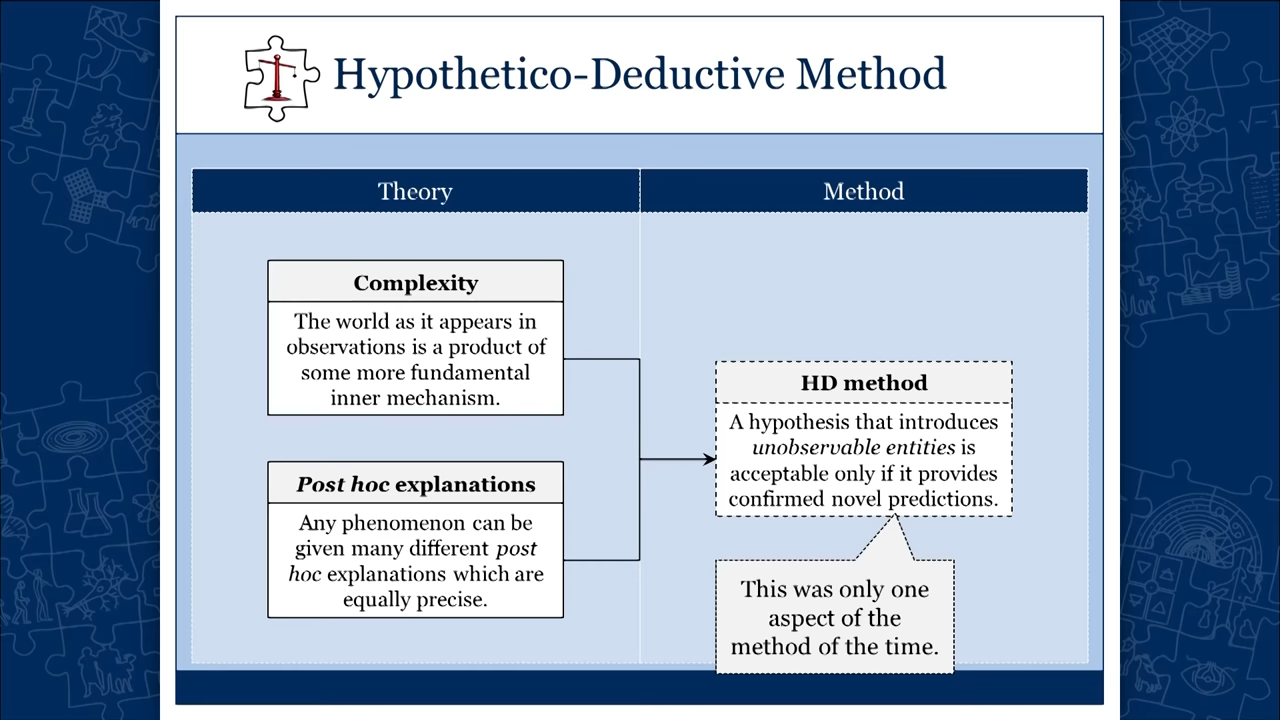 Hypothetico-Deductive Method
Theory
Method
Complexity
The world as it appears in
observations is a product of
some more fundamental
inner mechanism.
Post hoc explanations
Any phenomenon can be
given many different post
hoc explanations which are
equally precise.
HD method
A hypothesis that introduces
unobservable entities is
acceptable only if it provides
confirmed novel predictions.
This was only one
aspect of the
method of the time.